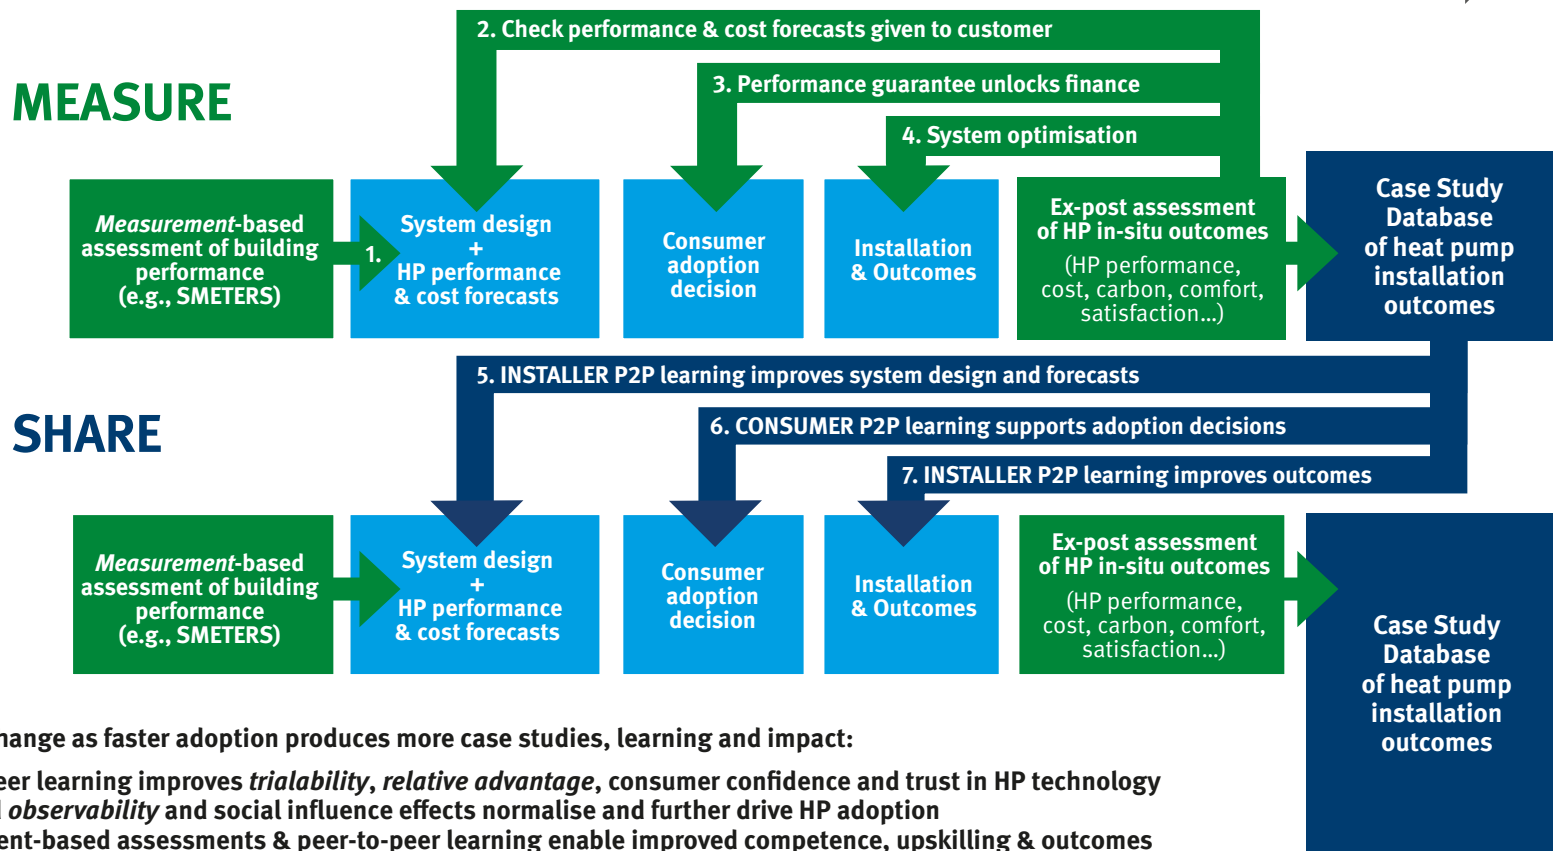 2. Check performance & cost forecasts given to customer
MEASURE
3. Performance guarantee unlocks finance
4. System optimisation
Measurement-based
assessment of building
performance
(e.g., SMETERS)
1.
System design
+
HP performance
& cost forecasts
Consumer
adoption
decision
Installation
& Outcomes
Ex-post assessment
of HP in-situ outcomes
(HP performance,
cost, carbon, comfort,
satisfaction...)
Case Study
Database
of heat pump
installation
outcomes
SHARE
5. INSTALLER P2P learning improves system design and forecasts
6. CONSUMER P2P learning supports adoption decisions
7. INSTALLER P2P learning improves outcomes
Measurement-based
assessment of building
performance
(e.g., SMETERS)
System design
+
HP performance
& cost forecasts
Consumer
adoption
decision
Installation
& Outcomes
Ex-post assessment
of HP in-situ outcomes
(HP performance,
cost, carbon, comfort,
satisfaction...)
Case Study
Database
of heat pump
installation
outcomes
as faster adoption produces more case studies, learning and impact:
learning improves trialability, relative advantage, consumer confidence and trust in HP technology
observability and social influence effects normalise and further drive HP adoption
assessments & peer-to-peer learning enable improved competence, upskilling & outcomes